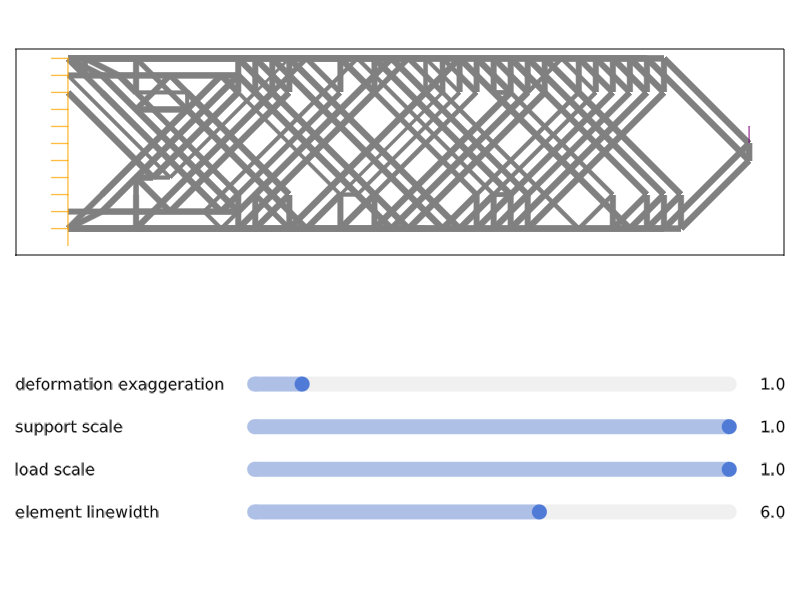 deformation exaggeration 1.0
support scale 1.0
load scale 1.0
element linewidth 6.0